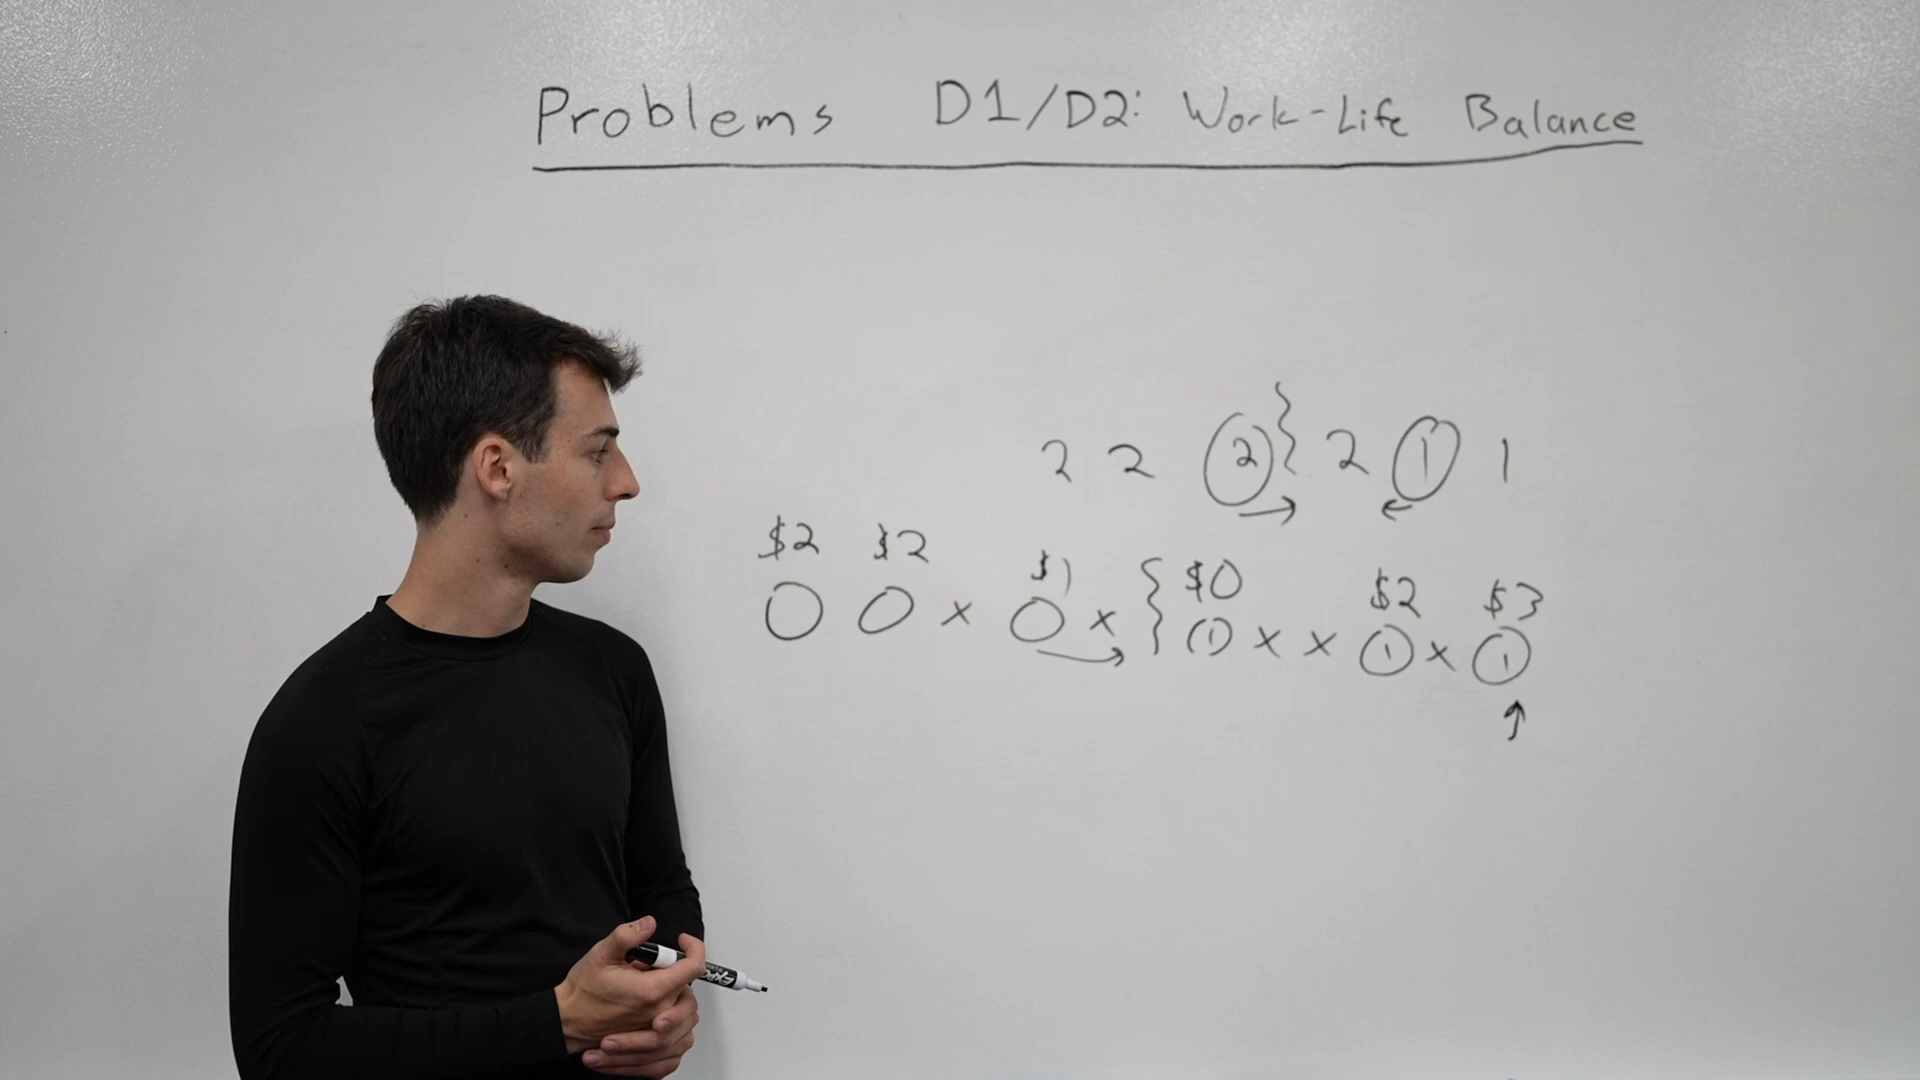 Problems D1/D2: Work-Life Balance
2 2 2 } 2 1 1
$2 $2 $1 $0 $2 $3
O O x O x } 1 x x 1 x 1
EXPO